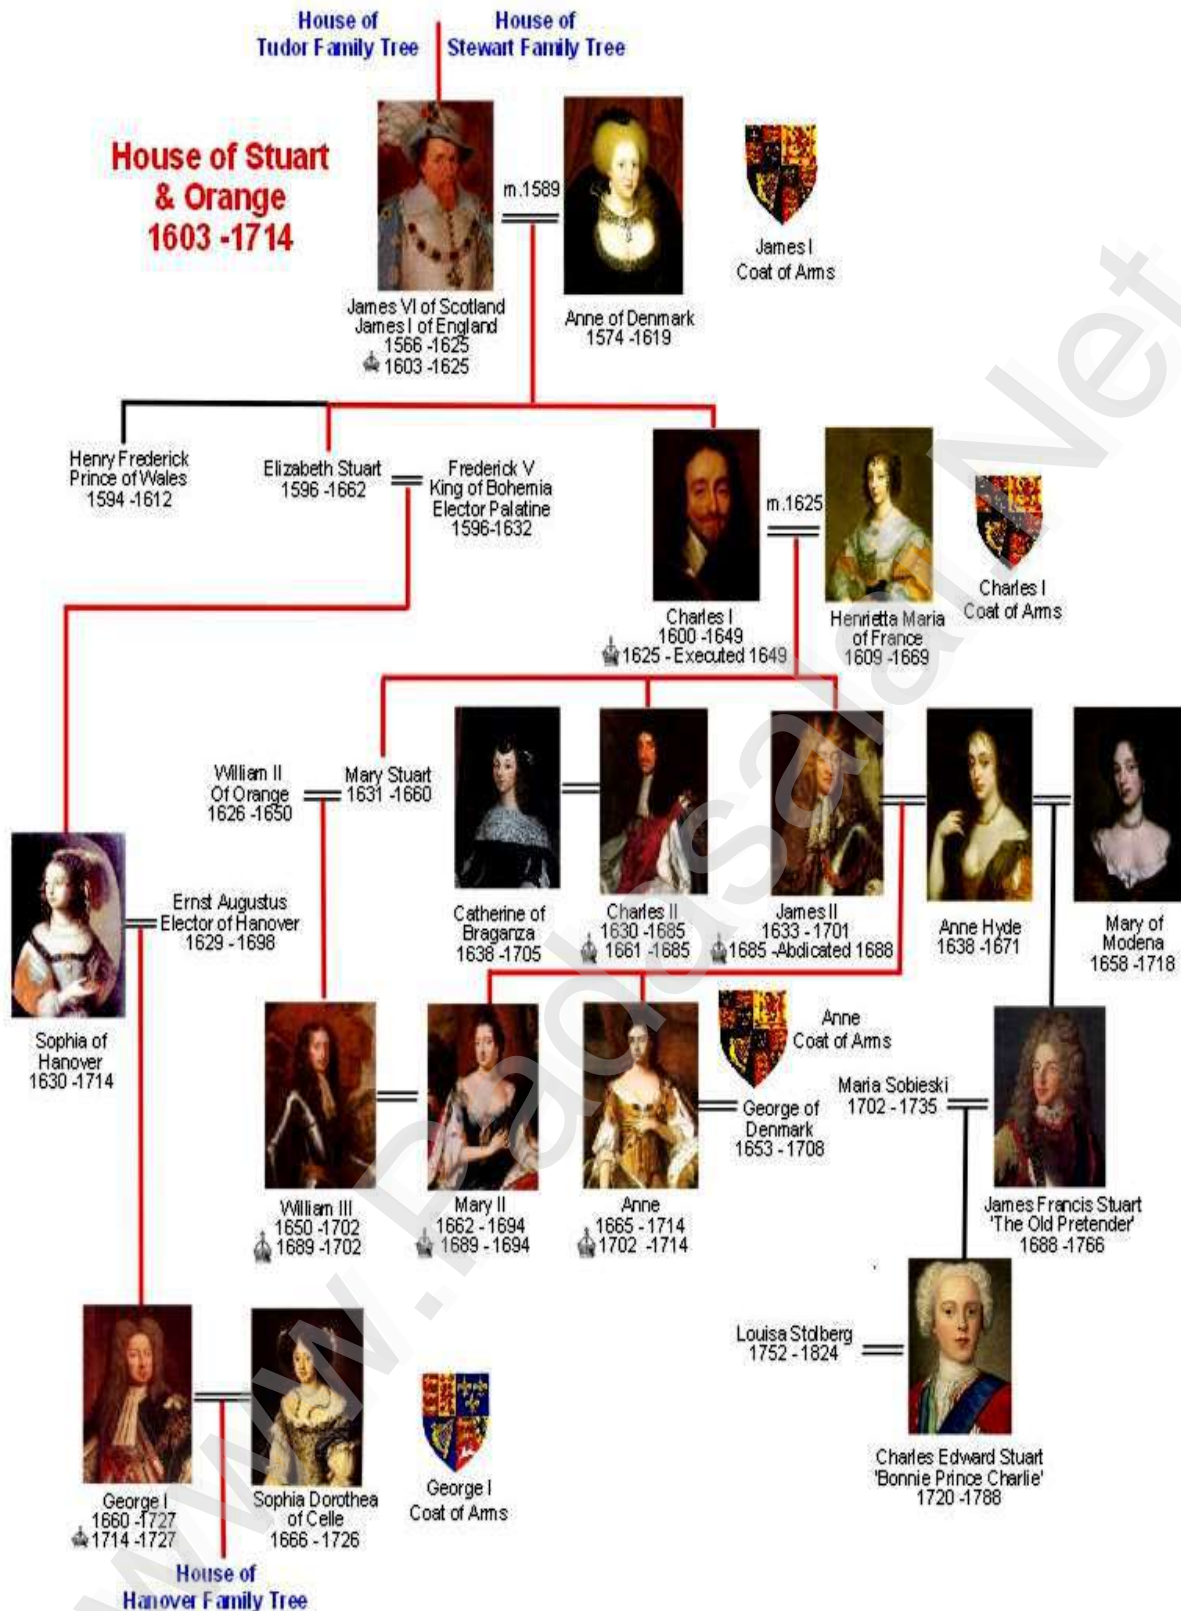 House of
Tudor Family Tree
House of
Stewart Family Tree
House of Stuart
& Orange
1603 -1714
m.1589
James I
Coat of Arms
James VI of Scotland
James I of England
1566 -1625
1603 -1625
Anne of Denmark
1574 -1619
Henry Frederick
Prince of Wales
1594 -1612
Elizabeth Stuart
1596 -1662
Frederick V
King of Bohemia
Elector Palatine
1596-1632
m.1625
Charles I
Coat of Arms
Charles I
1600 -1649
1625 - Executed 1649
Henrietta Maria
of France
1609 -1669
William II
Of Orange
1626 -1650
Mary Stuart
1631 -1660
Ernst Augustus
Elector of Hanover
1629 - 1698
Catherine of
Braganza
1638 -1705
Charles II
1630 -1685
1661 -1685
James II
1633 -1701
1685 -Abdicated 1688
Anne Hyde
1638 -1671
Mary of
Modena
1658 -1718
Sophia of
Hanover
1630 -1714
Anne
Coat of Arms
Maria Sobieski
1702 - 1735
George of
Denmark
1653 - 1708
William III
1650 -1702
1689 -1702
Mary II
1662 - 1694
1689 - 1694
Anne
1665 - 1714
1702 -1714
James Francis Stuart
'The Old Pretender'
1688 -1766
Louisa Stolberg
1752 - 1824
Charles Edward Stuart
'Bonnie Prince Charlie'
1720 -1788
George I
1660 -1727
1714 -1727
Sophia Dorothea
of Celle
1666 - 1726
George I
Coat of Arms
House of
Hanover Family Tree
www.Padasalai.Net